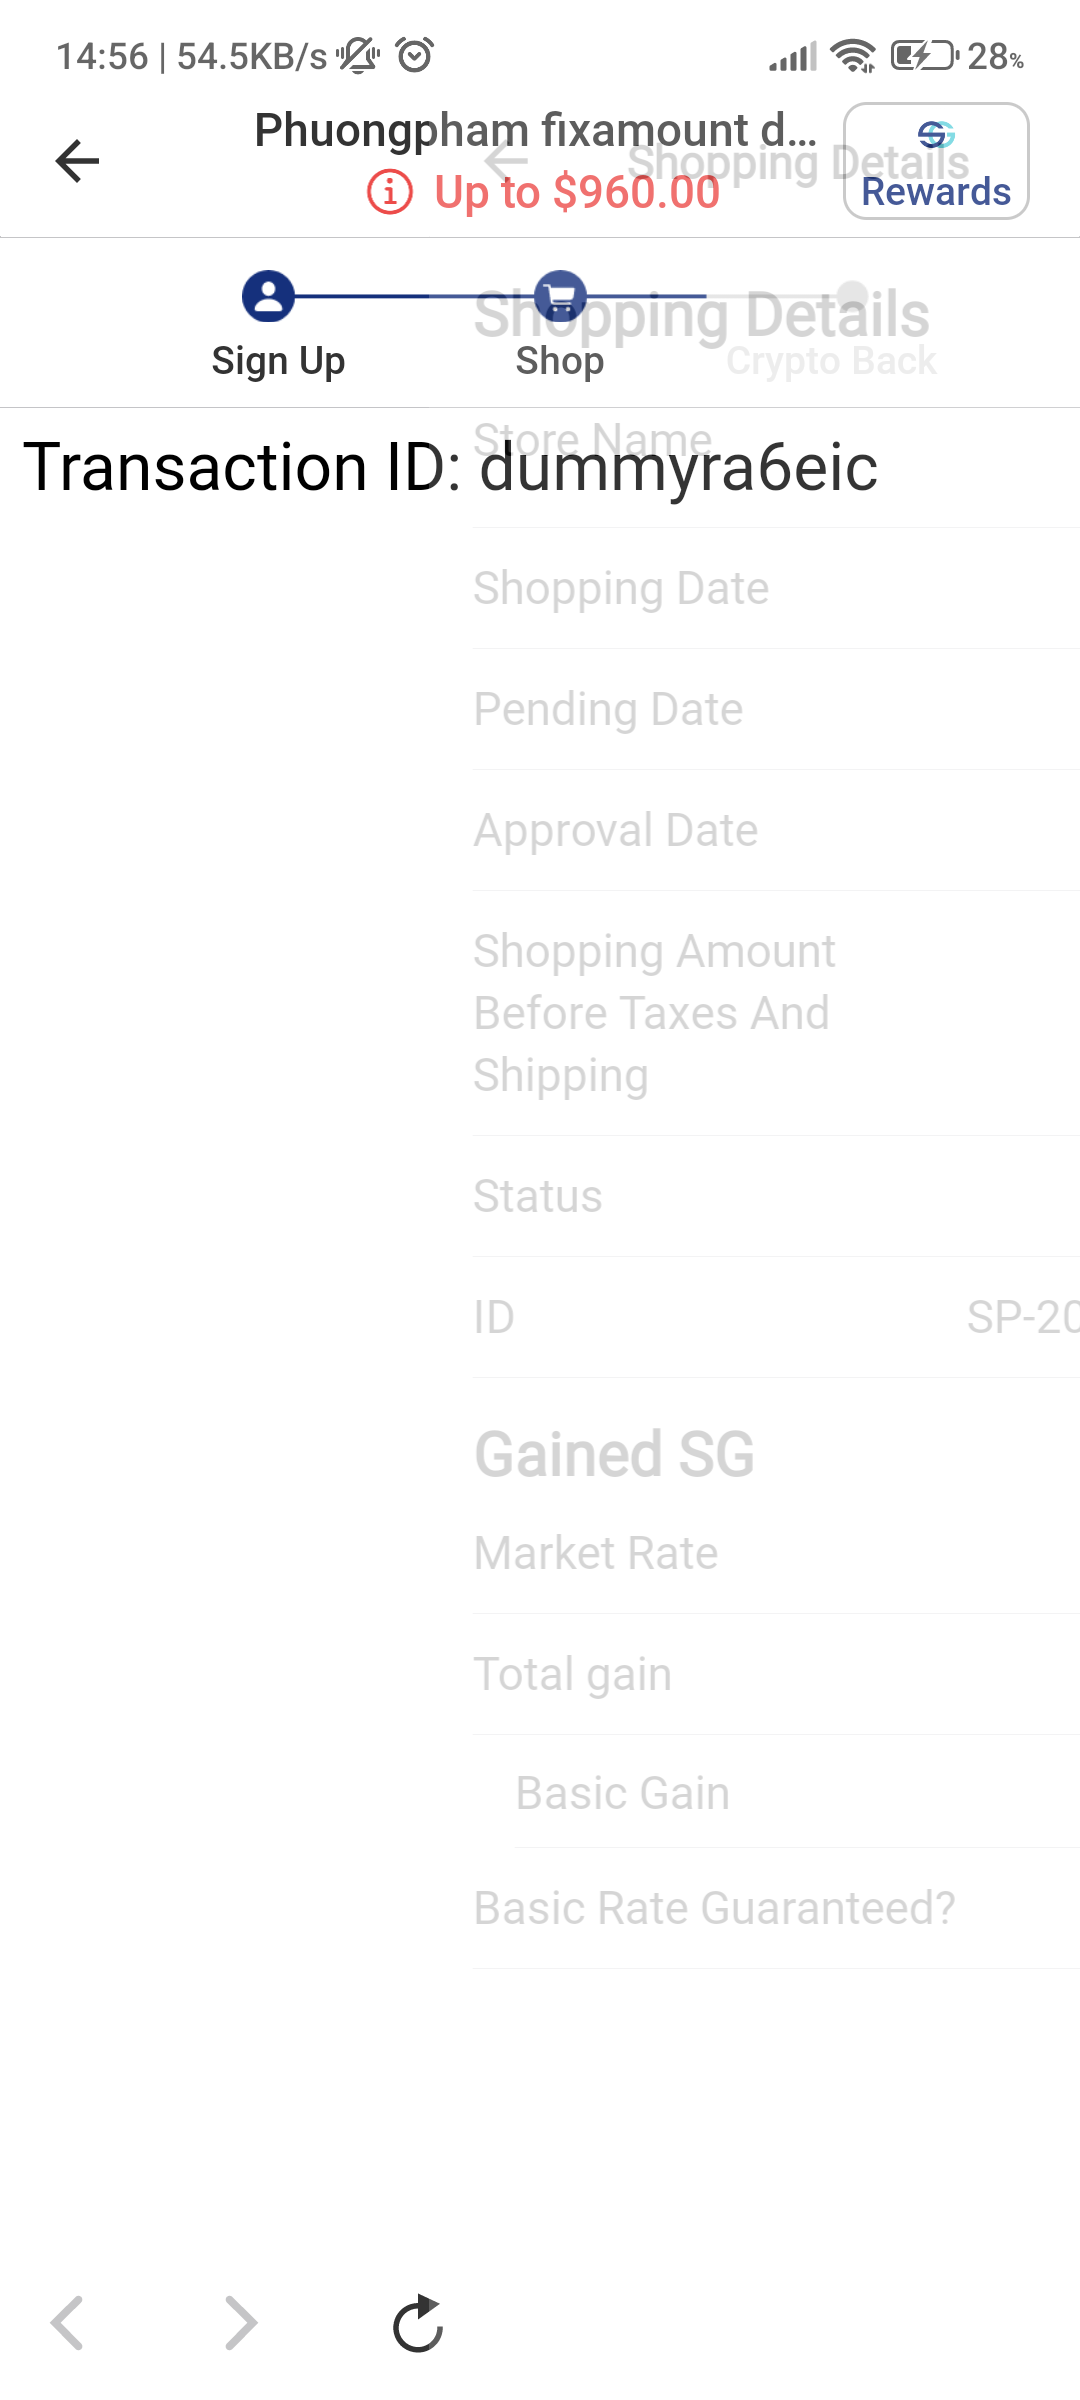 14:56 | 54.5KB/s 28%
Phuongpham fixamount d...
Shopping Details
Up to $960.00
Rewards
Shopping Details
Sign Up Shop Crypto Back
Store Name
Transaction ID: dummyra6eic
Shopping Date
Pending Date
Approval Date
Shopping Amount
Before Taxes And
Shipping
Status
ID SP-20
Gained SG
Market Rate
Total gain
Basic Gain
Basic Rate Guaranteed?